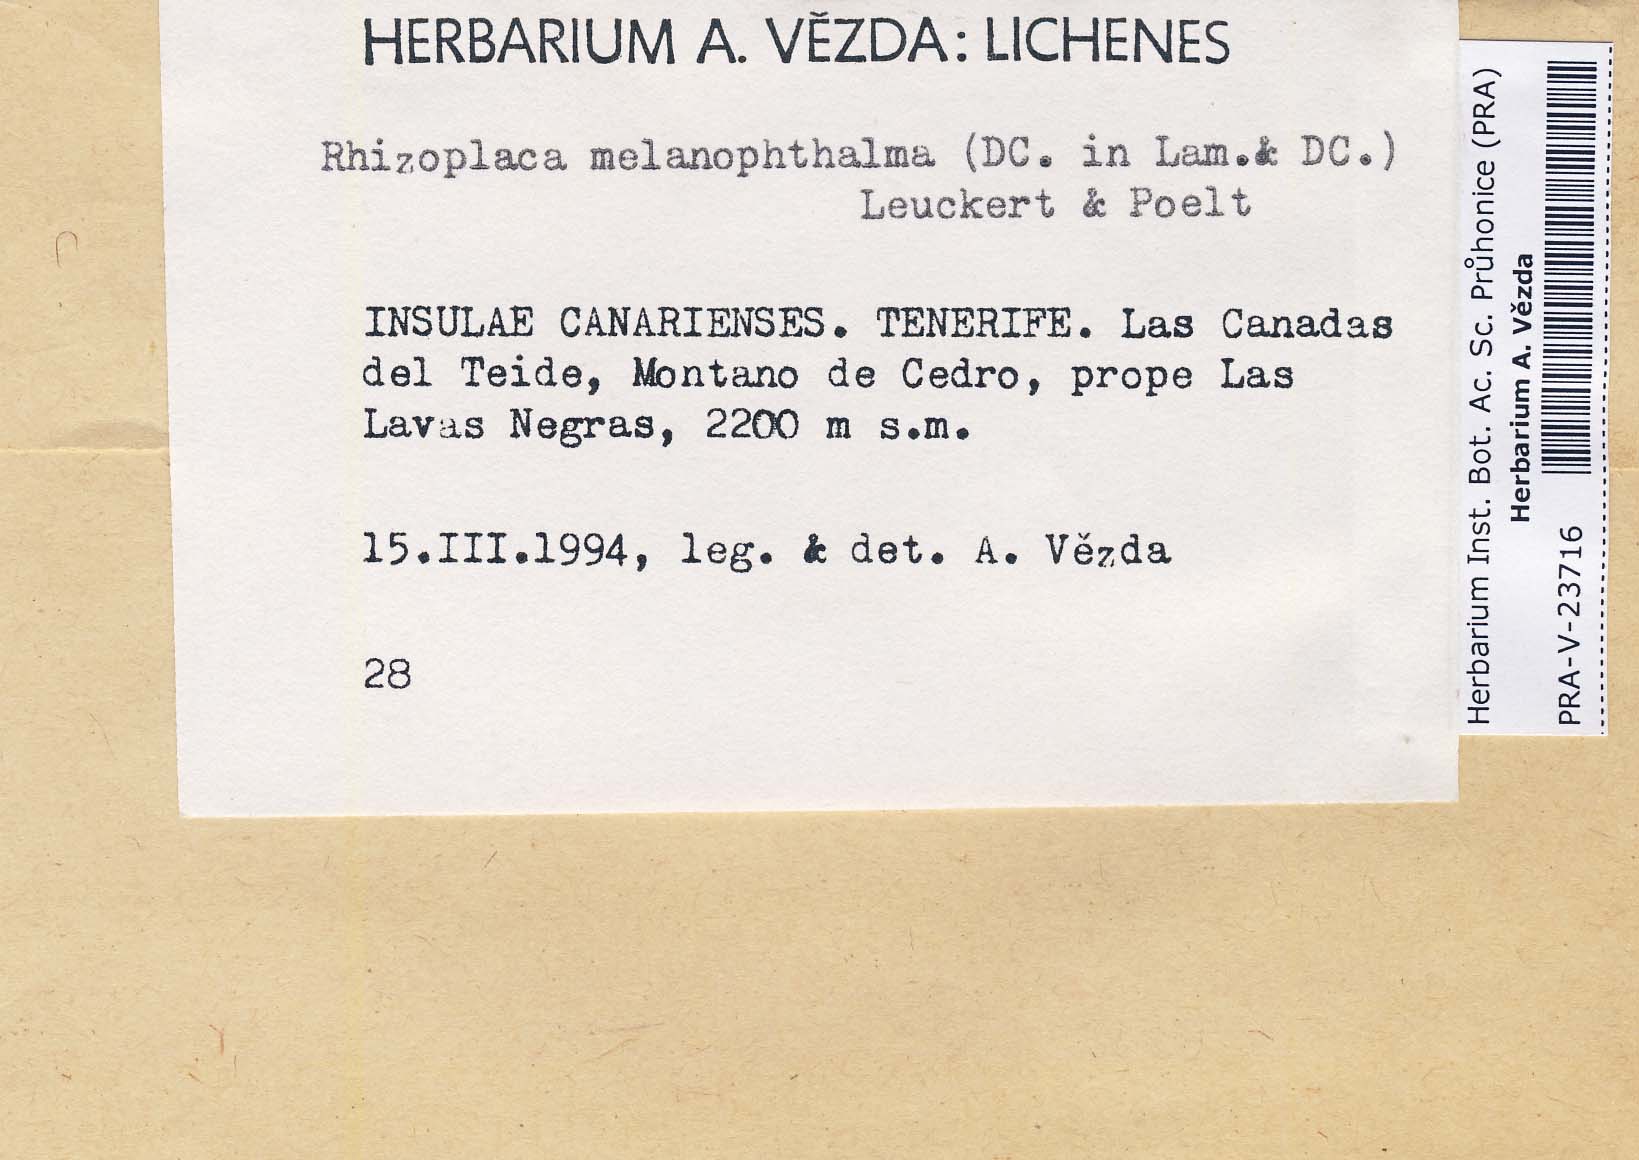 HERBARIUM A. VĚZDA: LICHENES
Rhizoplaca melanophthalma (DC. in Lam.& DC.)
Leuckert & Poelt
INSULAE CANARIENSES. TENERIFE. Las Canadas
del Teide, Montano de Cedro, prope Las
Lavas Negras, 2200 m s.m.
15.III.1994, leg. & det. A. Vězda
28
Herbarium Inst. Bot. Ac. Sc. Průhonice (PRA)
Herbarium A. Vězda
PRA-V-23716